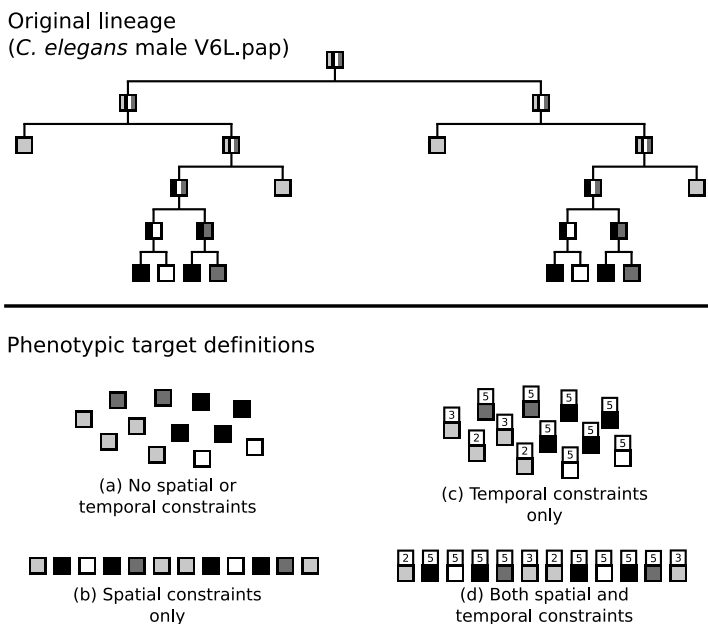 Original lineage
(C. elegans male V6L.pap)
Phenotypic target definitions
5 5 5 5
3 3 5 5 5
2 2 5
(a) No spatial or
temporal constraints
(c) Temporal constraints
only
2 5 5 5 5 3 2 5 5 5 5 3
(b) Spatial constraints
only
(d) Both spatial and
temporal constraints